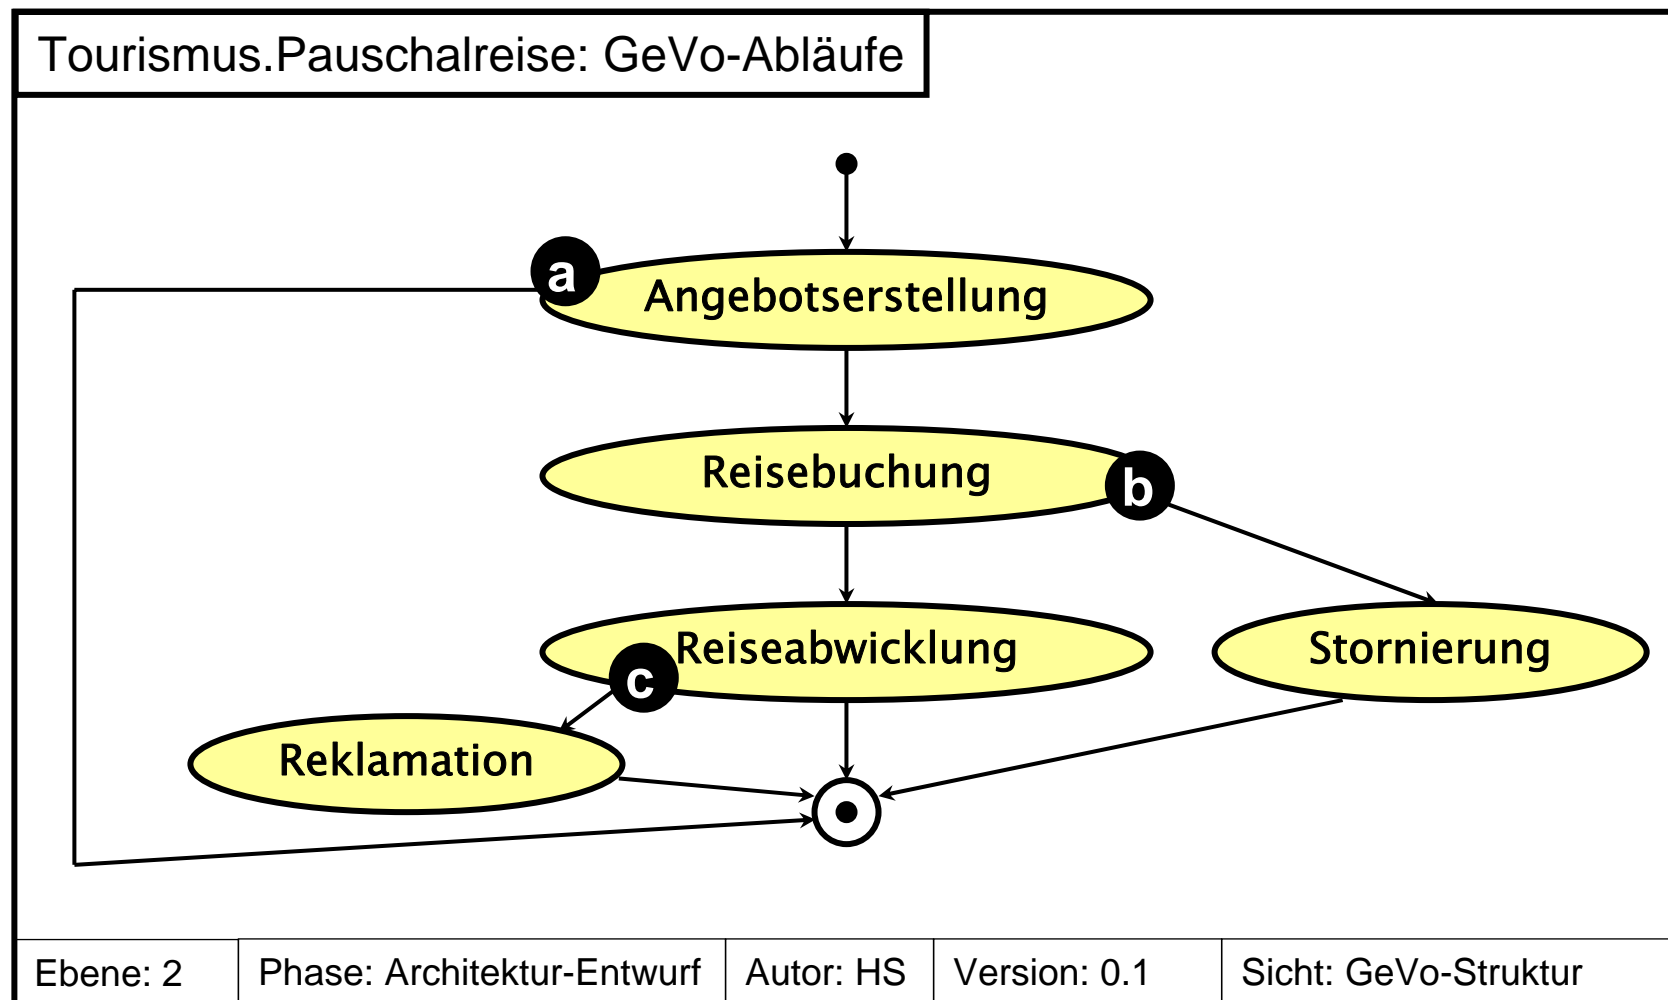 Tourismus.Pauschalreise: GeVo-Abläufe
a
Angebotserstellung
Reisebuchung
b
Reiseabwicklung
Stornierung
c
Reklamation
Ebene: 2
Phase: Architektur-Entwurf
Autor: HS
Version: 0.1
Sicht: GeVo-Struktur